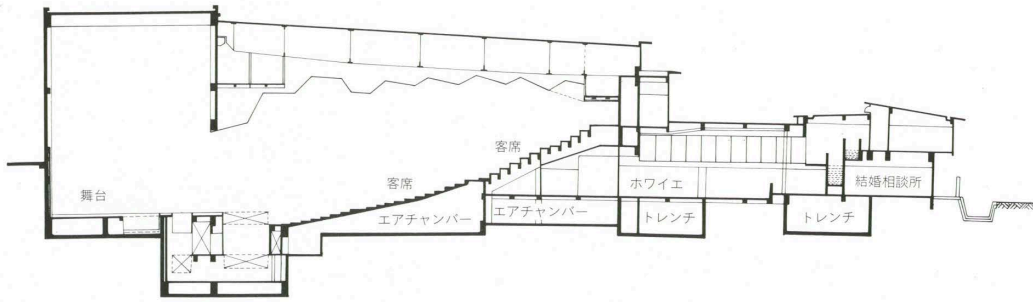 客席
客席
舞台
ホワイエ
結婚相談所
エアチャンバー
エアチャンバー
トレンチ
トレンチ